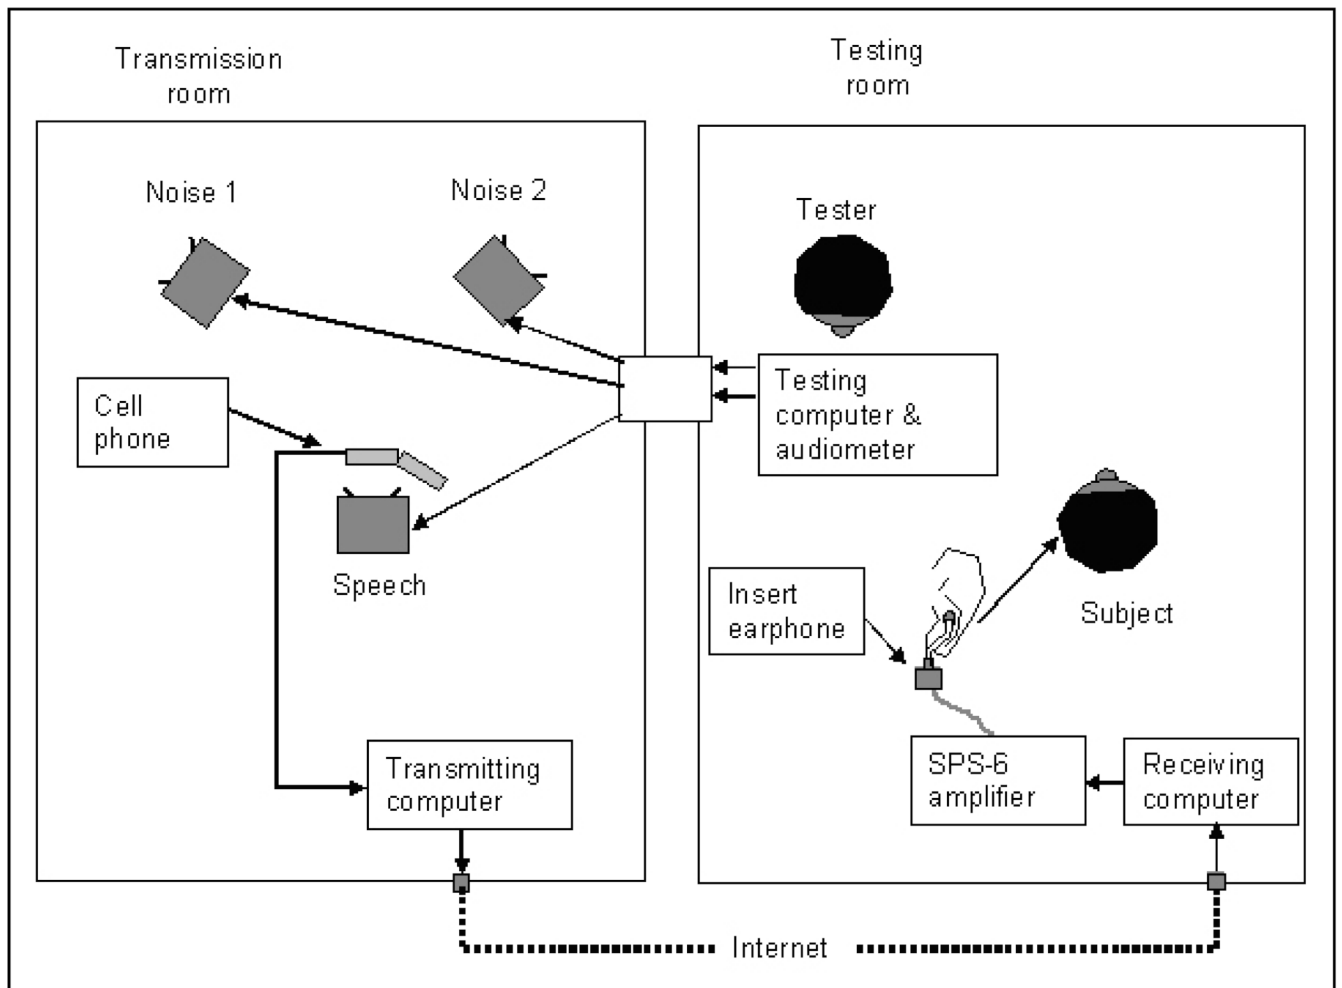 Transmission
room
Testing
room
Noise 1
Noise 2
Tester
Cell
phone
Testing
computer &
audiometer
Speech
Insert
earphone
Subject
Transmitting
computer
SPS-6
amplifier
Receiving
computer
Internet